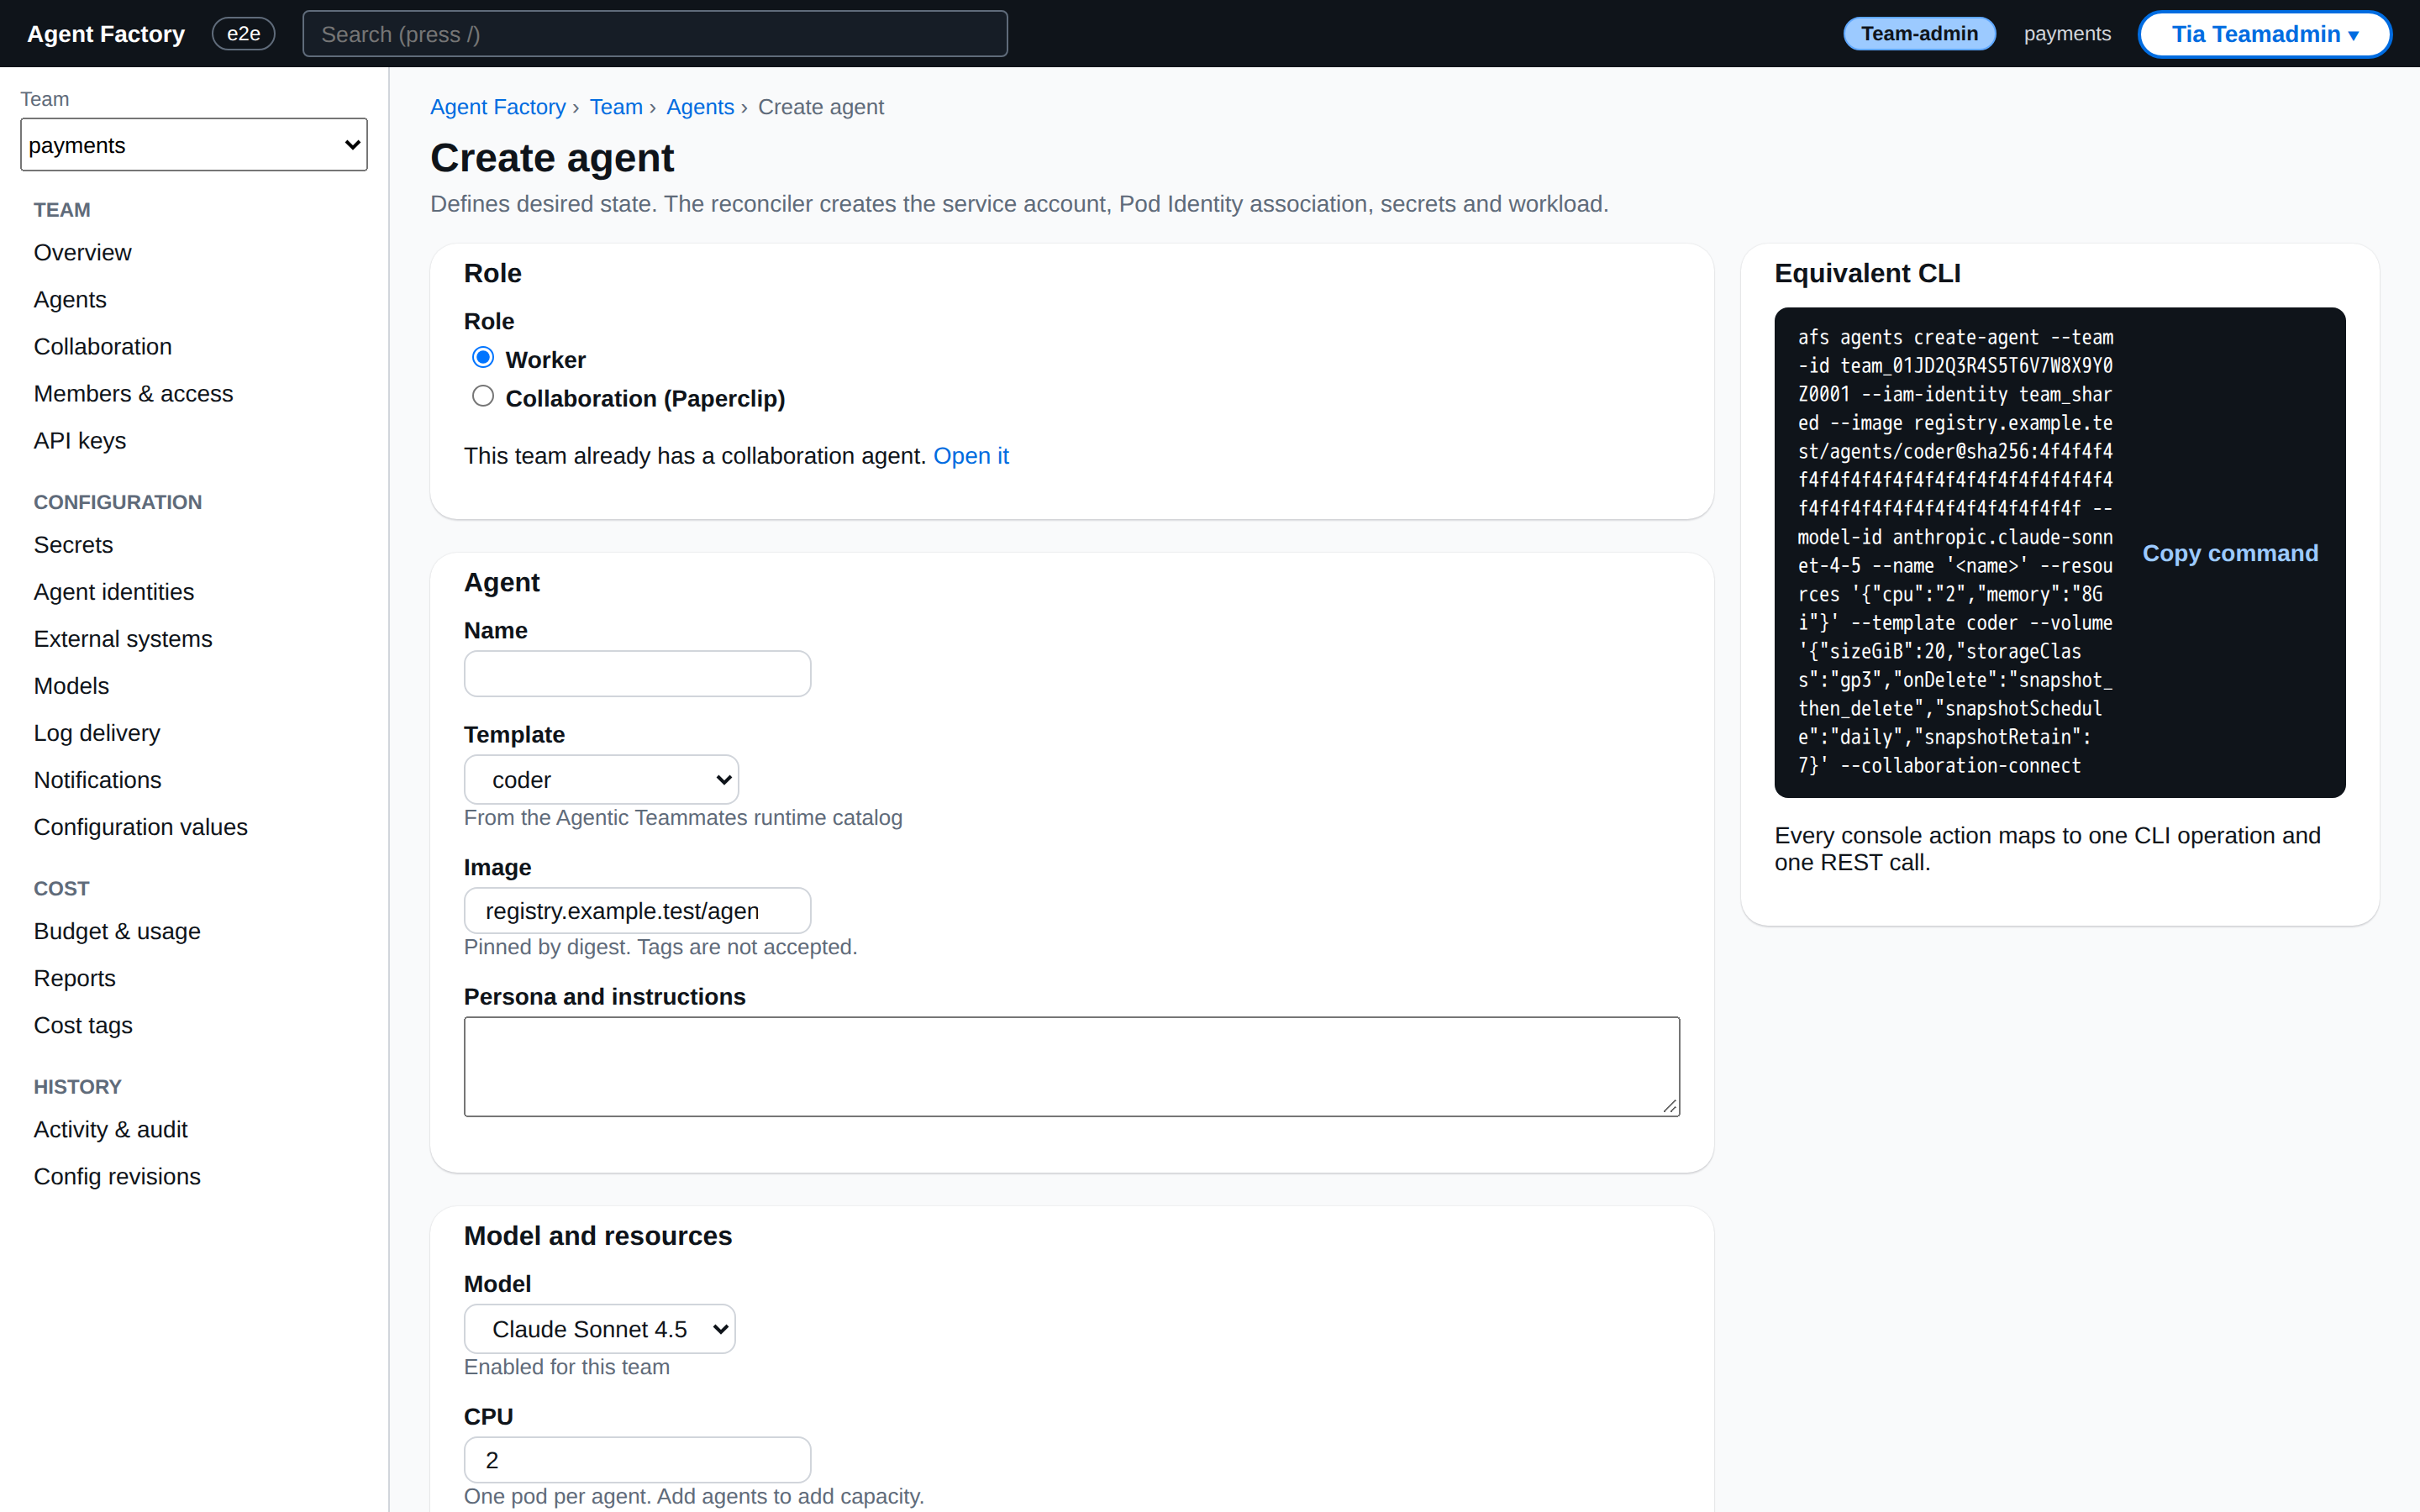 Agent Factory
e2e
Search (press /)
Team-admin
payments
Tia Teamadmin ▾
Team
payments
TEAM
Overview
Agents
Collaboration
Members & access
API keys
CONFIGURATION
Secrets
Agent identities
External systems
Models
Log delivery
Notifications
Configuration values
COST
Budget & usage
Reports
Cost tags
HISTORY
Activity & audit
Config revisions
Agent Factory › Team › Agents › Create agent
Create agent
Defines desired state. The reconciler creates the service account, Pod Identity association, secrets and workload.
Role
Role
Worker
Collaboration (Paperclip)
This team already has a collaboration agent. Open it
Agent
Name
Template
coder
From the Agentic Teammates runtime catalog
Image
registry.example.test/agen
Pinned by digest. Tags are not accepted.
Persona and instructions
Model and resources
Model
Claude Sonnet 4.5
Enabled for this team
CPU
2
One pod per agent. Add agents to add capacity.
Equivalent CLI
afs agents create-agent --team
-id team_01JD2Q3R4S5T6V7W8X9Y0
Z0001 --iam-identity team_shar
ed --image registry.example.te
st/agents/coder@sha256:4f4f4f4
f4f4f4f4f4f4f4f4f4f4f4f4f4f4f4
f4f4f4f4f4f4f4f4f4f4f4f4f4f --
model-id anthropic.claude-sonn
et-4-5 --name '<name>' --resou
rces '{"cpu":"2","memory":"8G
i"}' --template coder --volume
'{"sizeGiB":20,"storageClas
s":"gp3","onDelete":"snapshot_
then_delete","snapshotSchedul
e":"daily","snapshotRetain":
7}' --collaboration-connect
Copy command
Every console action maps to one CLI operation and
one REST call.